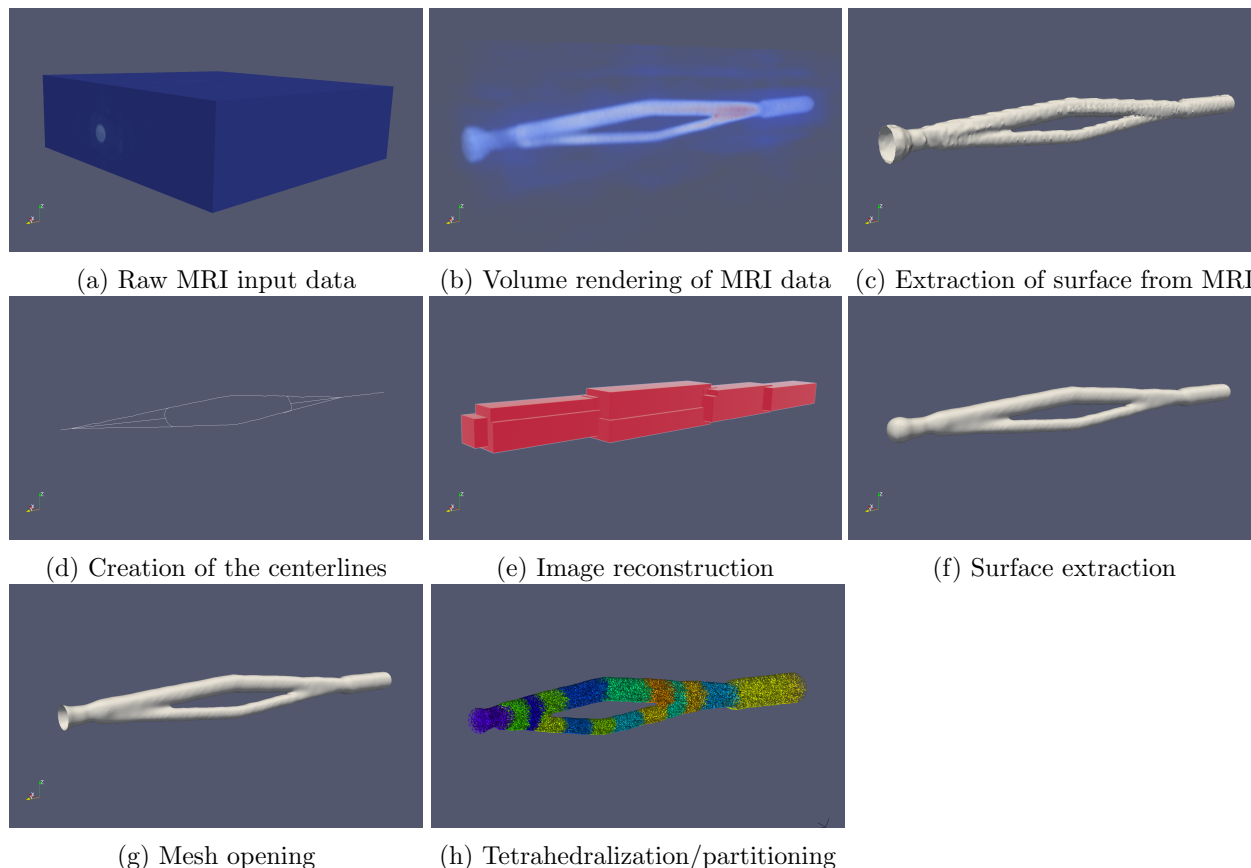 (a) Raw MRI input data
(b) Volume rendering of MRI data
(c) Extraction of surface from MRI
(d) Creation of the centerlines
(e) Image reconstruction
(f) Surface extraction
(g) Mesh opening
(h) Tetrahedralization/partitioning